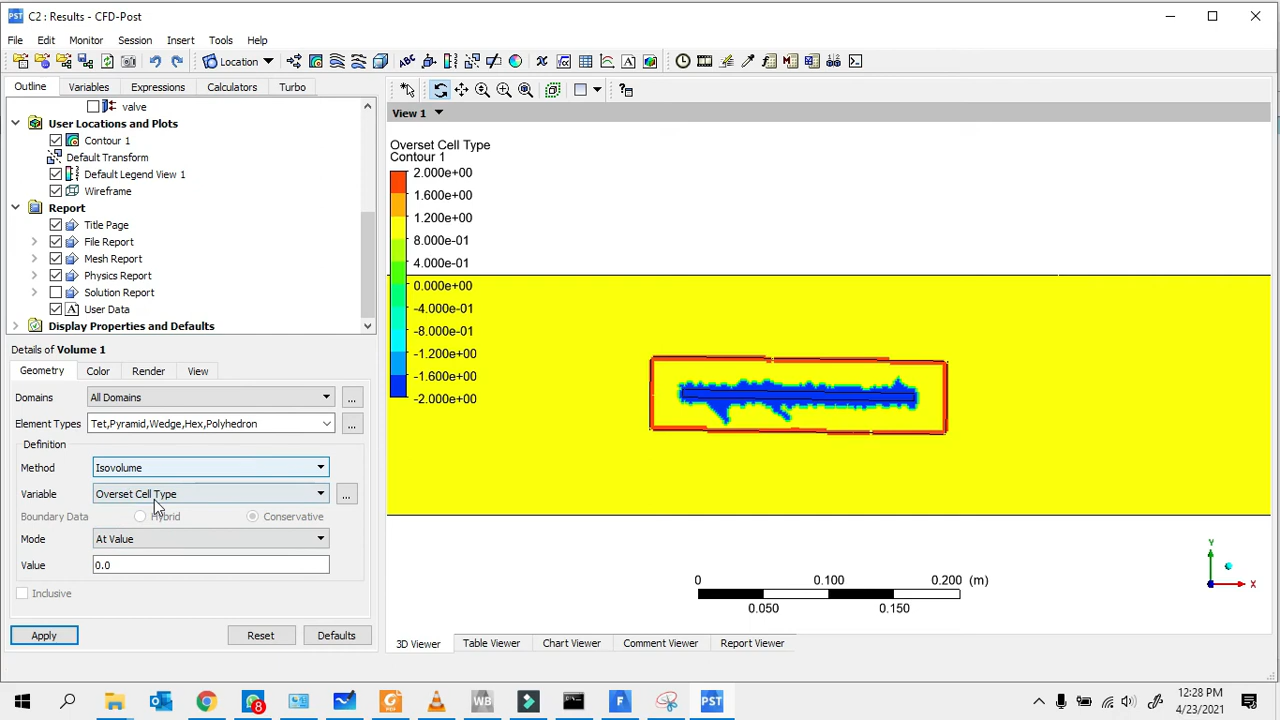 C2 : Results - CFD-Post
File Edit Monitor Session Insert Tools Help
Location
Outline Variables Expressions Calculators Turbo
valve
User Locations and Plots
Contour 1
Default Transform
Default Legend View 1
Wireframe
Report
Title Page
File Report
Mesh Report
Physics Report
Solution Report
User Data
Display Properties and Defaults
Details of Volume 1
Geometry Color Render View
Domains All Domains ...
Element Types Tet,Pyramid,Wedge,Hex,Polyhedron ...
Definition
Method Isovolume
Variable Overset Cell Type ...
Boundary Data Hybrid Conservative
Mode At Value
Value 0.0
Inclusive
Apply Reset Defaults
View 1
Overset Cell Type
Contour 1
2.000e+00
1.600e+00
1.200e+00
8.000e-01
4.000e-01
0.000e+00
-4.000e-01
-8.000e-01
-1.200e+00
-1.600e+00
-2.000e+00
0 0.100 0.200 (m)
0.050 0.150
Y
X
3D Viewer Table Viewer Chart Viewer Comment Viewer Report Viewer
8 WB F PST
12:28 PM
4/23/2021